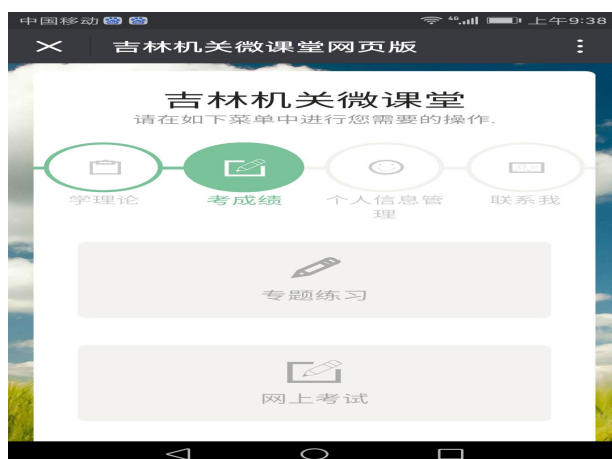 中国移动 46 上午9:38
吉林机关微课堂网页版
吉林机关微课堂
请在如下菜单中进行您需要的操作.
学理论 考成绩 个人信息管理 联系我
专题练习
网上考试